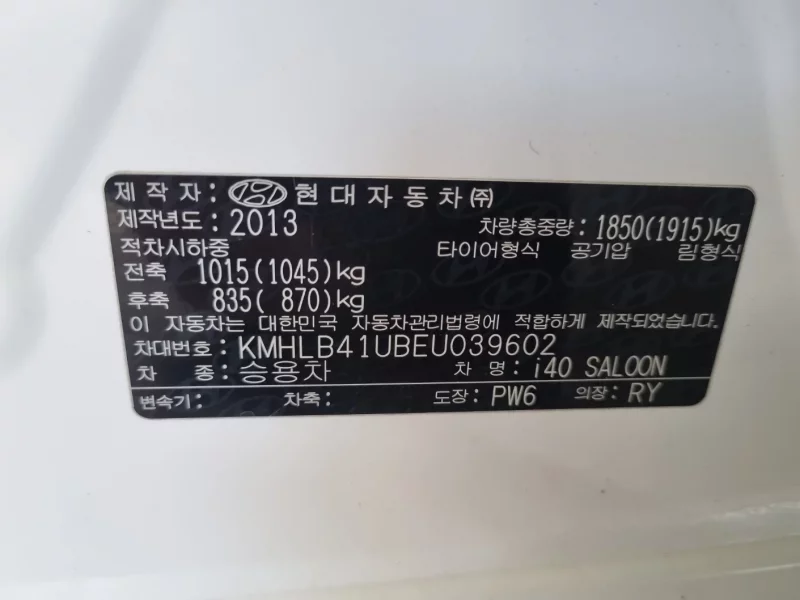 제 작 자 : 현대자동차㈜
제작년도 : 2013 차량총중량: 1850(1915)kg
적차시하중 타이어형식 공기압 림형식
전축 1015(1045)kg
후축 835( 870)kg
이 자동차는 대한민국 자동차관리법령에 적합하게 제작되었습니다.
차대번호: KMHLB41UBEU039602
차 종: 승용차 차 명: i40 SALOON
변속기: 차축: 도장: PW6 의장: RY